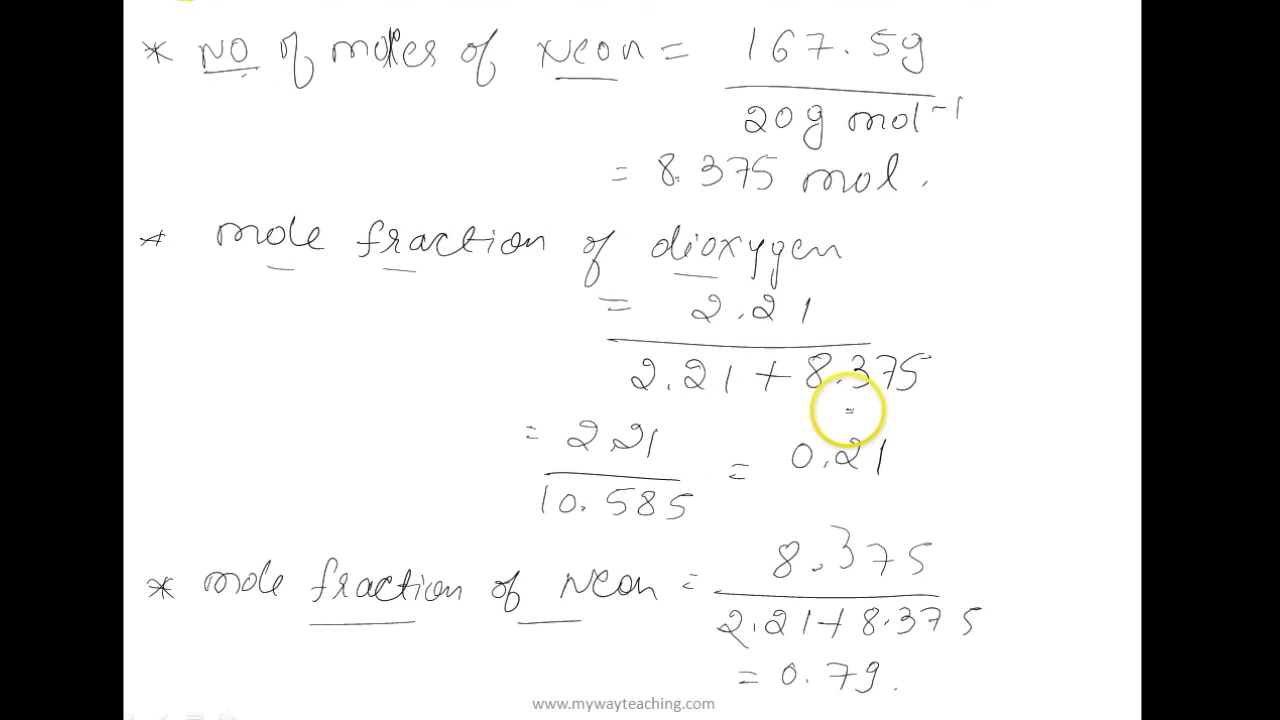 * NO of moles of Neon = 167.5g
20g mol⁻¹
= 8.375 mol.
* mole fraction of dioxygen
= 2.21
2.21 + 8.375
= 2.21
10.585
= 0.21
* mole fraction of Neon = 8.375
2.21 + 8.375
= 0.79.
www.mywayteaching.com